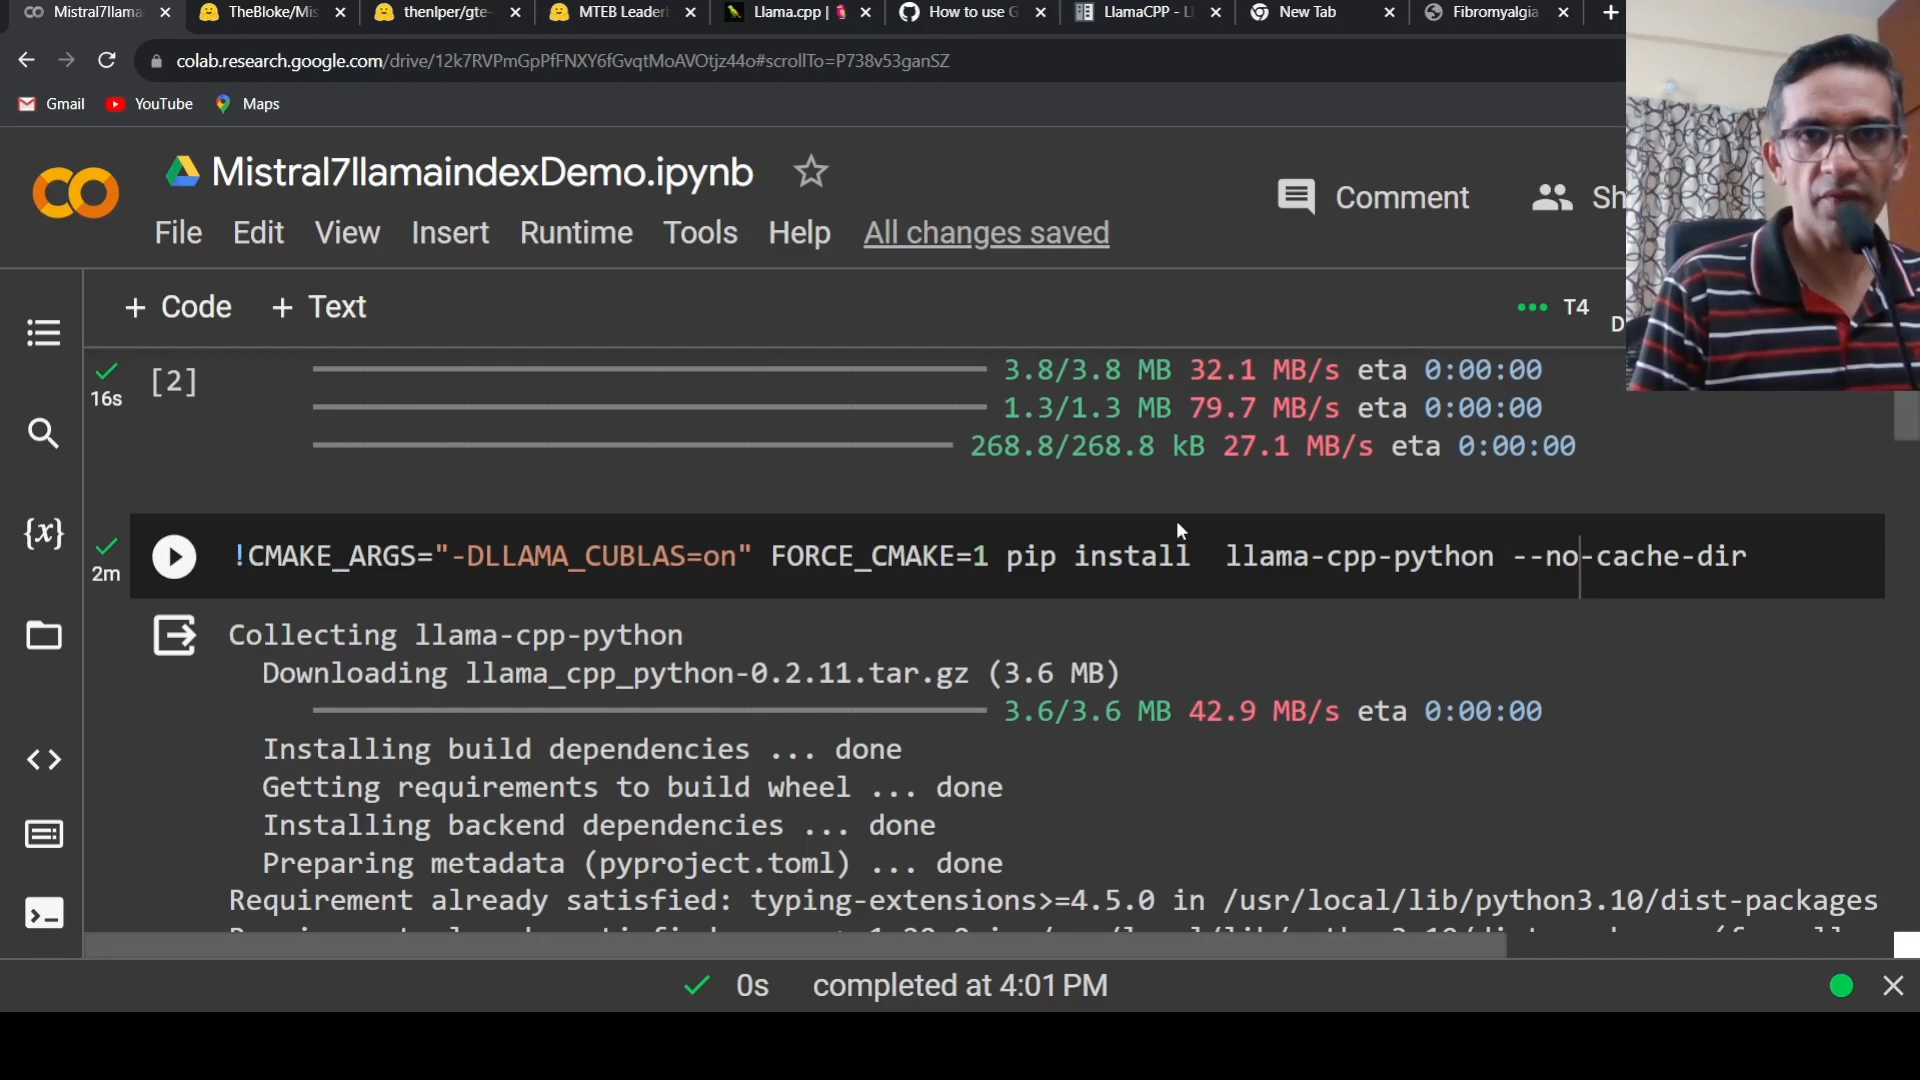 Mistral7llama
TheBloke/Mis
thenlper/gte-
MTEB Leader
Llama.cpp |
How to use G
LlamaCPP - Ll
New Tab
Fibromyalgia
colab.research.google.com/drive/12k7RVPmGpPfFNXY6fGvqtMoAVOtjz44o#scrollTo=P738v53ganSZ
Gmail
YouTube
Maps
Mistral7llamaindexDemo.ipynb
Comment
Sh
File Edit View Insert Runtime Tools Help All changes saved
+ Code + Text
T4
D
16s
[2]
3.8/3.8 MB 32.1 MB/s eta 0:00:00
1.3/1.3 MB 79.7 MB/s eta 0:00:00
268.8/268.8 kB 27.1 MB/s eta 0:00:00
2m
!CMAKE_ARGS="-DLLAMA_CUBLAS=on" FORCE_CMAKE=1 pip install  llama-cpp-python --no-cache-dir
Collecting llama-cpp-python
Downloading llama_cpp_python-0.2.11.tar.gz (3.6 MB)
3.6/3.6 MB 42.9 MB/s eta 0:00:00
Installing build dependencies ... done
Getting requirements to build wheel ... done
Installing backend dependencies ... done
Preparing metadata (pyproject.toml) ... done
Requirement already satisfied: typing-extensions>=4.5.0 in /usr/local/lib/python3.10/dist-packages
0s completed at 4:01 PM